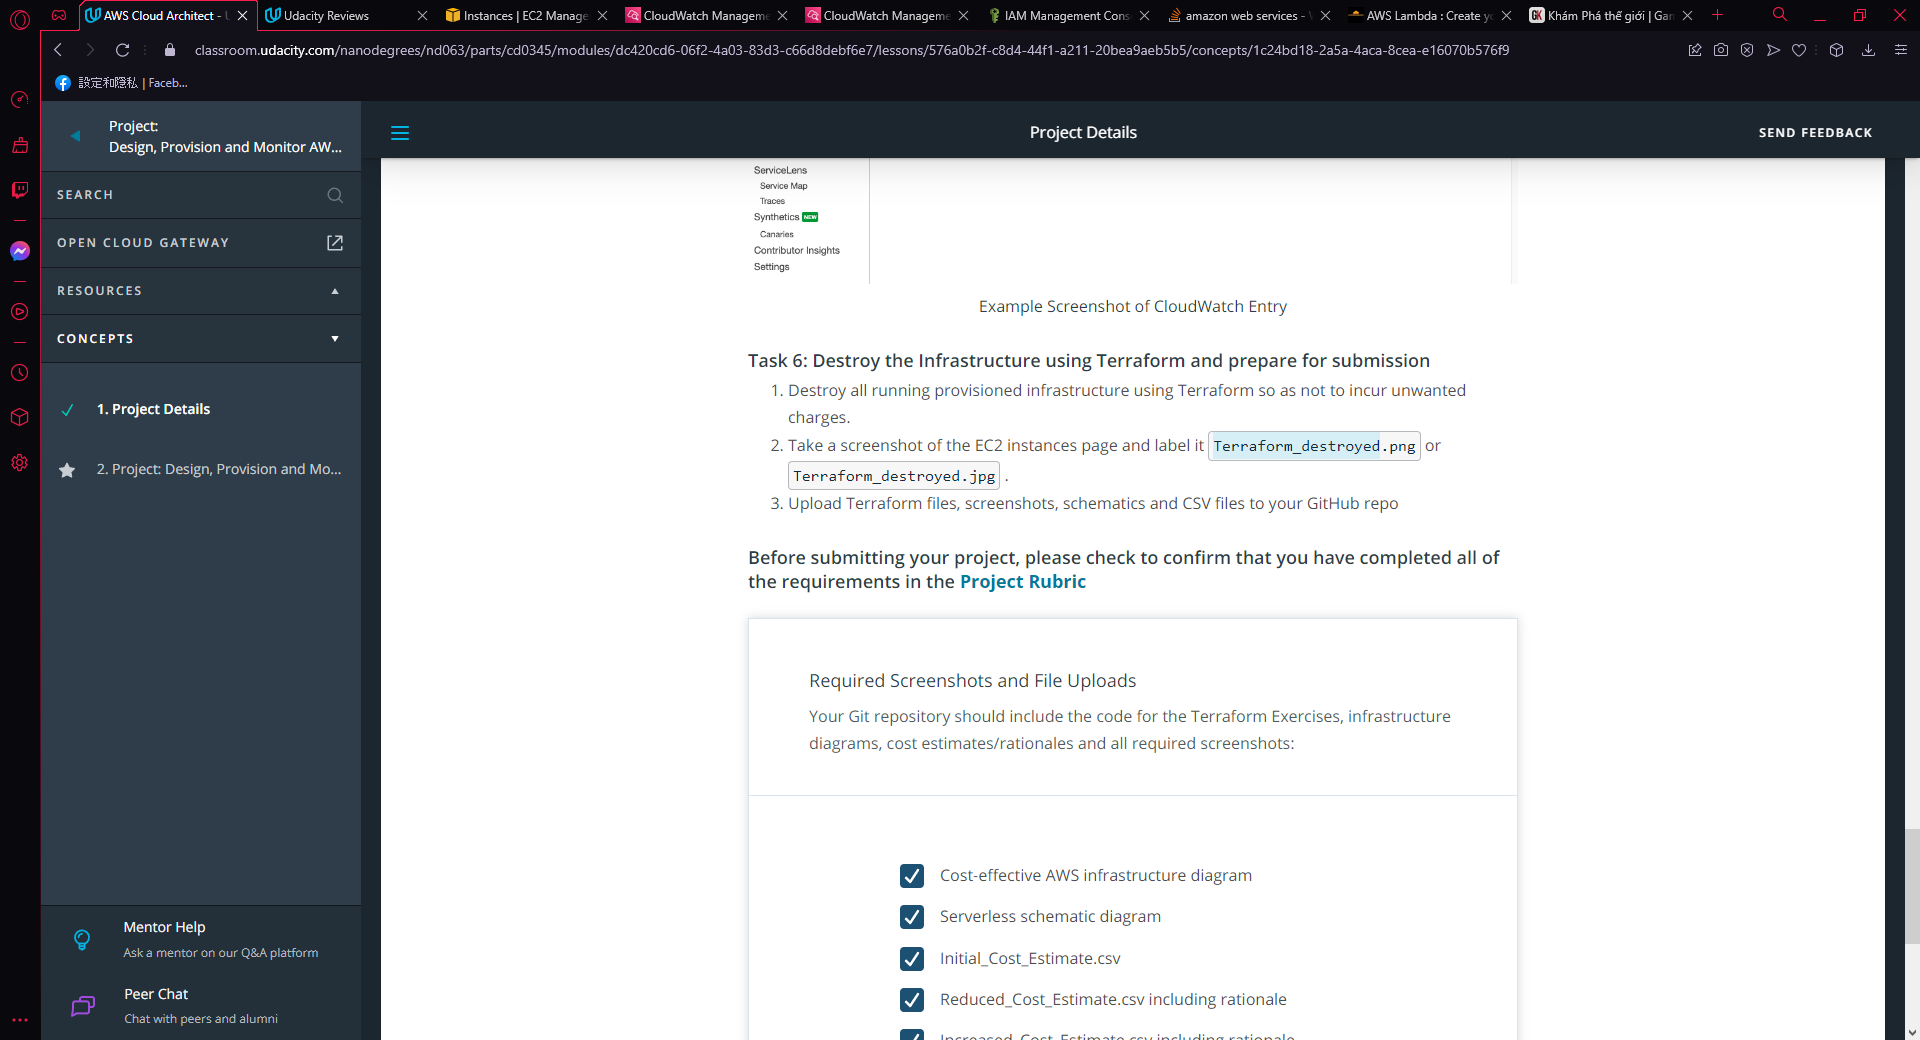 AWS Cloud Architect - U
Udacity Reviews
Instances | EC2 Manage
CloudWatch Manageme
CloudWatch Manageme
IAM Management Cons
amazon web services - 
AWS Lambda : Create yo
Khám Phá thế giới | Gam
classroom.udacity.com/nanodegrees/nd063/parts/cd0345/modules/dc420cd6-06f2-4a03-83d3-c66d8debf6e7/lessons/576a0b2f-c8d4-44f1-a211-20bea9aeb5b5/concepts/1c24bd18-2a5a-4aca-8cea-e16070b576f9
設定和隱私 | Faceb...
Project:
Design, Provision and Monitor AW...
SEARCH
OPEN CLOUD GATEWAY
RESOURCES
CONCEPTS
1. Project Details
2. Project: Design, Provision and Mo...
Mentor Help
Ask a mentor on our Q&A platform
Peer Chat
Chat with peers and alumni
Project Details
SEND FEEDBACK
ServiceLens
Service Map
Traces
Synthetics NEW
Canaries
Contributor Insights
Settings
Example Screenshot of CloudWatch Entry
Task 6: Destroy the Infrastructure using Terraform and prepare for submission
1. Destroy all running provisioned infrastructure using Terraform so as not to incur unwanted
charges.
2. Take a screenshot of the EC2 instances page and label it Terraform_destroyed.png or
Terraform_destroyed.jpg .
3. Upload Terraform files, screenshots, schematics and CSV files to your GitHub repo
Before submitting your project, please check to confirm that you have completed all of
the requirements in the Project Rubric
Required Screenshots and File Uploads
Your Git repository should include the code for the Terraform Exercises, infrastructure
diagrams, cost estimates/rationales and all required screenshots:
Cost-effective AWS infrastructure diagram
Serverless schematic diagram
Initial_Cost_Estimate.csv
Reduced_Cost_Estimate.csv including rationale
Increased_Cost_Estimate.csv including rationale